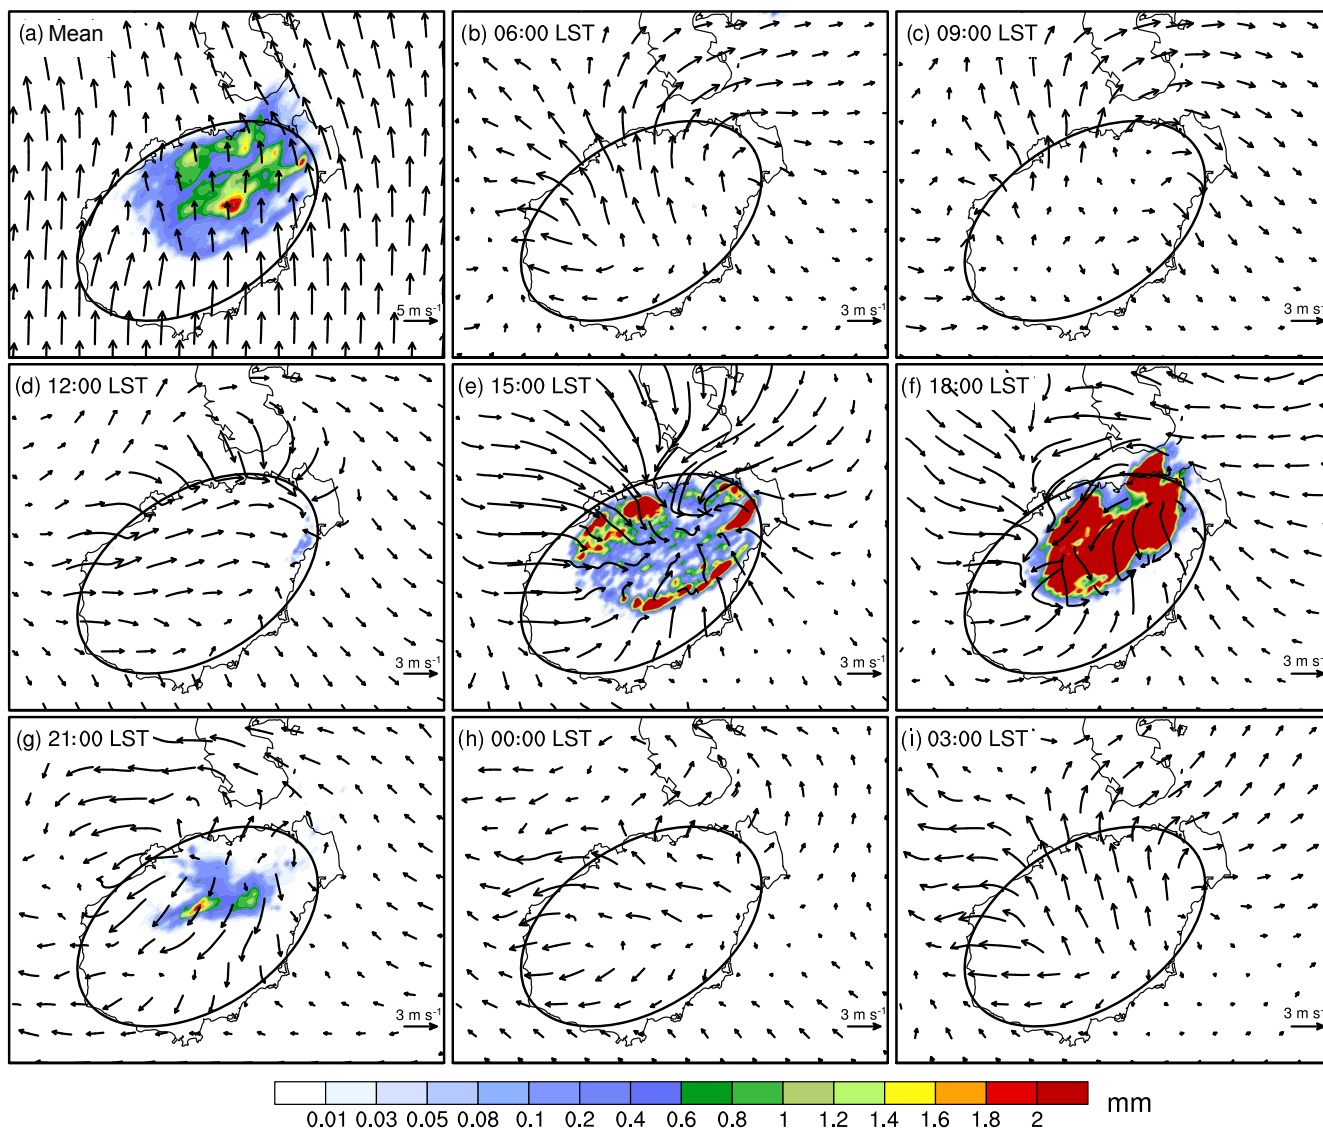 (a) Mean
5 m s⁻¹
(b) 06:00 LST
3 m s⁻¹
(c) 09:00 LST
3 m s⁻¹
(d) 12:00 LST
3 m s⁻¹
(e) 15:00 LST
3 m s⁻¹
(f) 18:00 LST
3 m s⁻¹
(g) 21:00 LST
3 m s⁻¹
(h) 00:00 LST
3 m s⁻¹
(i) 03:00 LST
3 m s⁻¹
0.01 0.03 0.05 0.08 0.1 0.2 0.4 0.6 0.8 1 1.2 1.4 1.6 1.8 2 mm